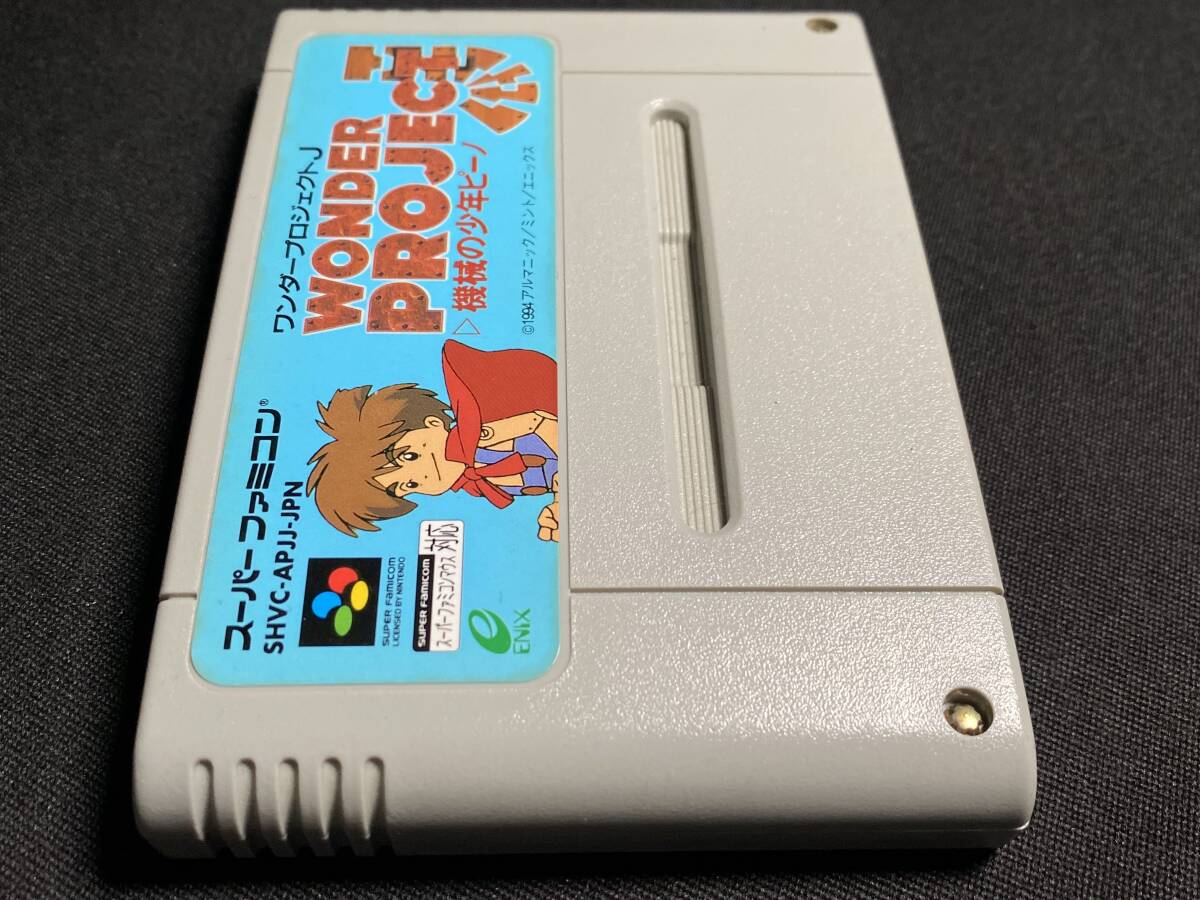 スーパーファミコン®
SHVC-APJJ-JPN
SUPER FAMICOM
LICENSED BY NINTENDO
SUPER FAMICOM
スーパーファミコンマウス対応
ENIX
ワンダープロジェクトJ
WONDER
PROJECT J
▷機械の少年ピーノ
©1994 アルマニック/ミント/エニックス